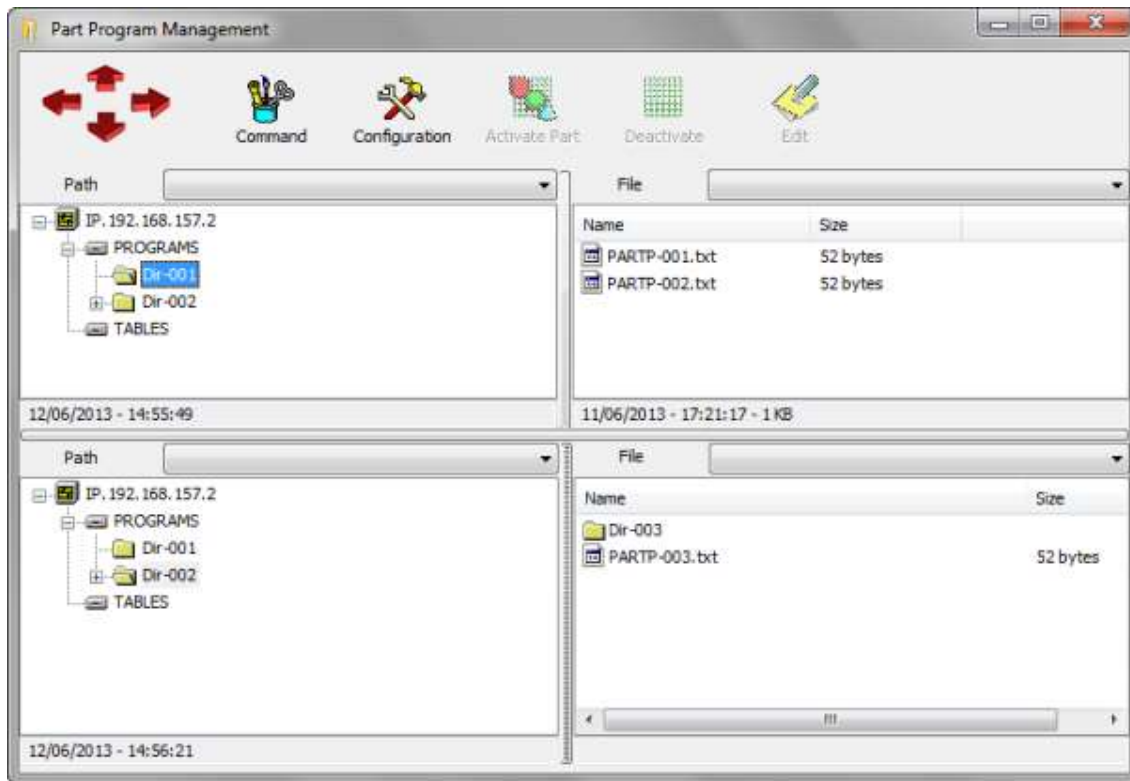 Part Program Management
Command Configuration Activate Part Deactivate Edit
Path
File
IP.192.168.157.2
PROGRAMS
Dir-001
Dir-002
TABLES
Name Size
PARTP-001.txt 52 bytes
PARTP-002.txt 52 bytes
12/06/2013 - 14:55:49
11/06/2013 - 17:21:17 - 1 KB
Path
File
IP.192.168.157.2
PROGRAMS
Dir-001
Dir-002
TABLES
Name Size
Dir-003
PARTP-003.txt 52 bytes
12/06/2013 - 14:56:21